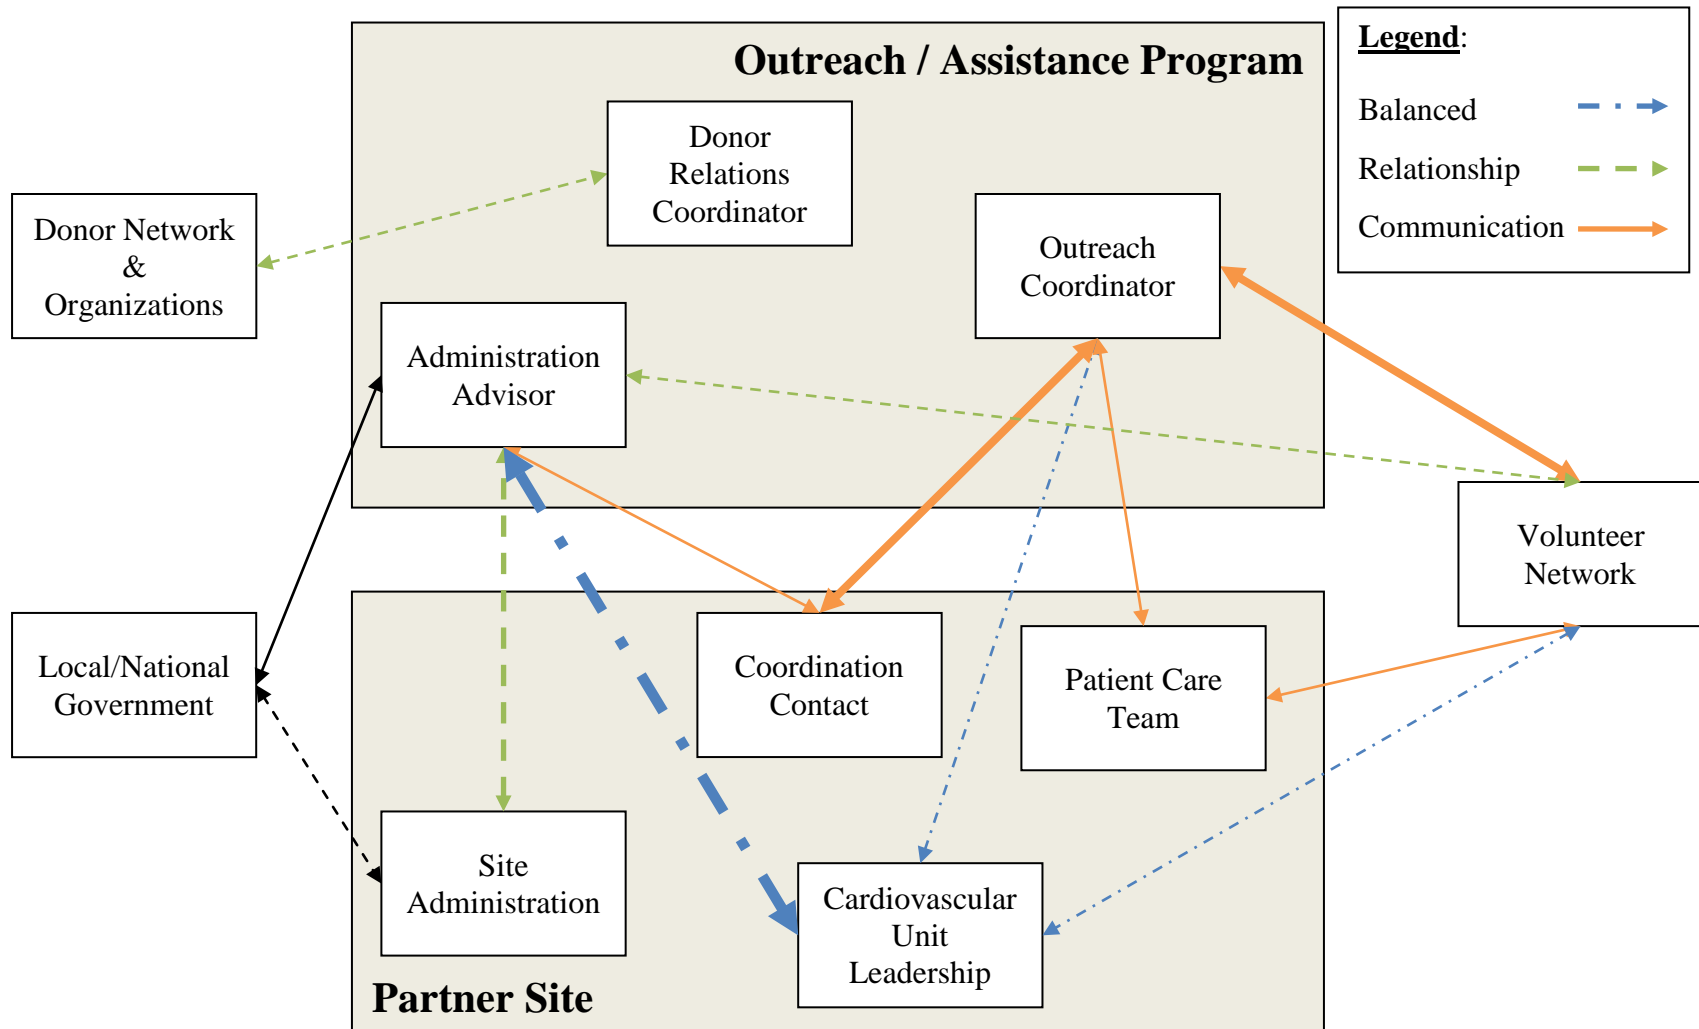 Outreach / Assistance Program
Legend:
Balanced
Relationship
Communication
Donor
Relations
Coordinator
Donor Network
&
Organizations
Outreach
Coordinator
Administration
Advisor
Volunteer
Network
Local/National
Government
Coordination
Contact
Patient Care
Team
Site
Administration
Cardiovascular
Unit
Leadership
Partner Site